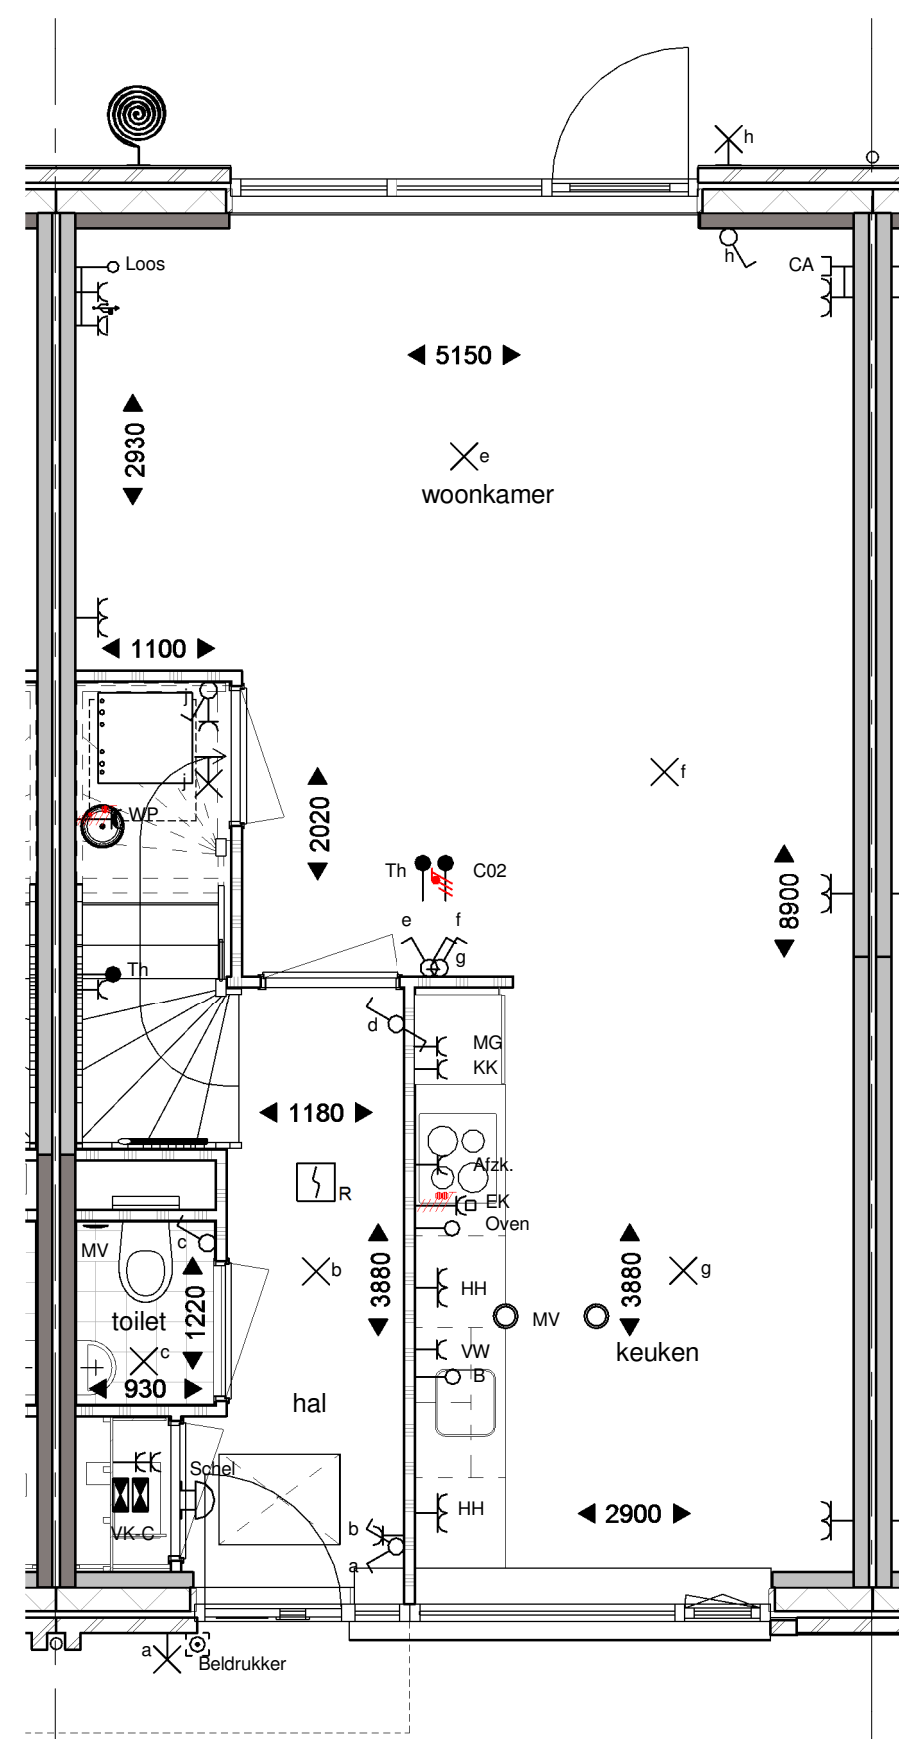 h
h
Loos
CA
5150
2930
e
woonkamer
1100
j
f
j
WP
2020
Th
C02
8900
e
f
g
Th
d
MG
KK
1180
Afzk.
R
EK
Oven
c
MV
b
3880
3880
g
1220
HH
toilet
MV
VW
keuken
c
B
930
hal
Schel
HH
2900
VK-C
b
a
a
Beldrukker